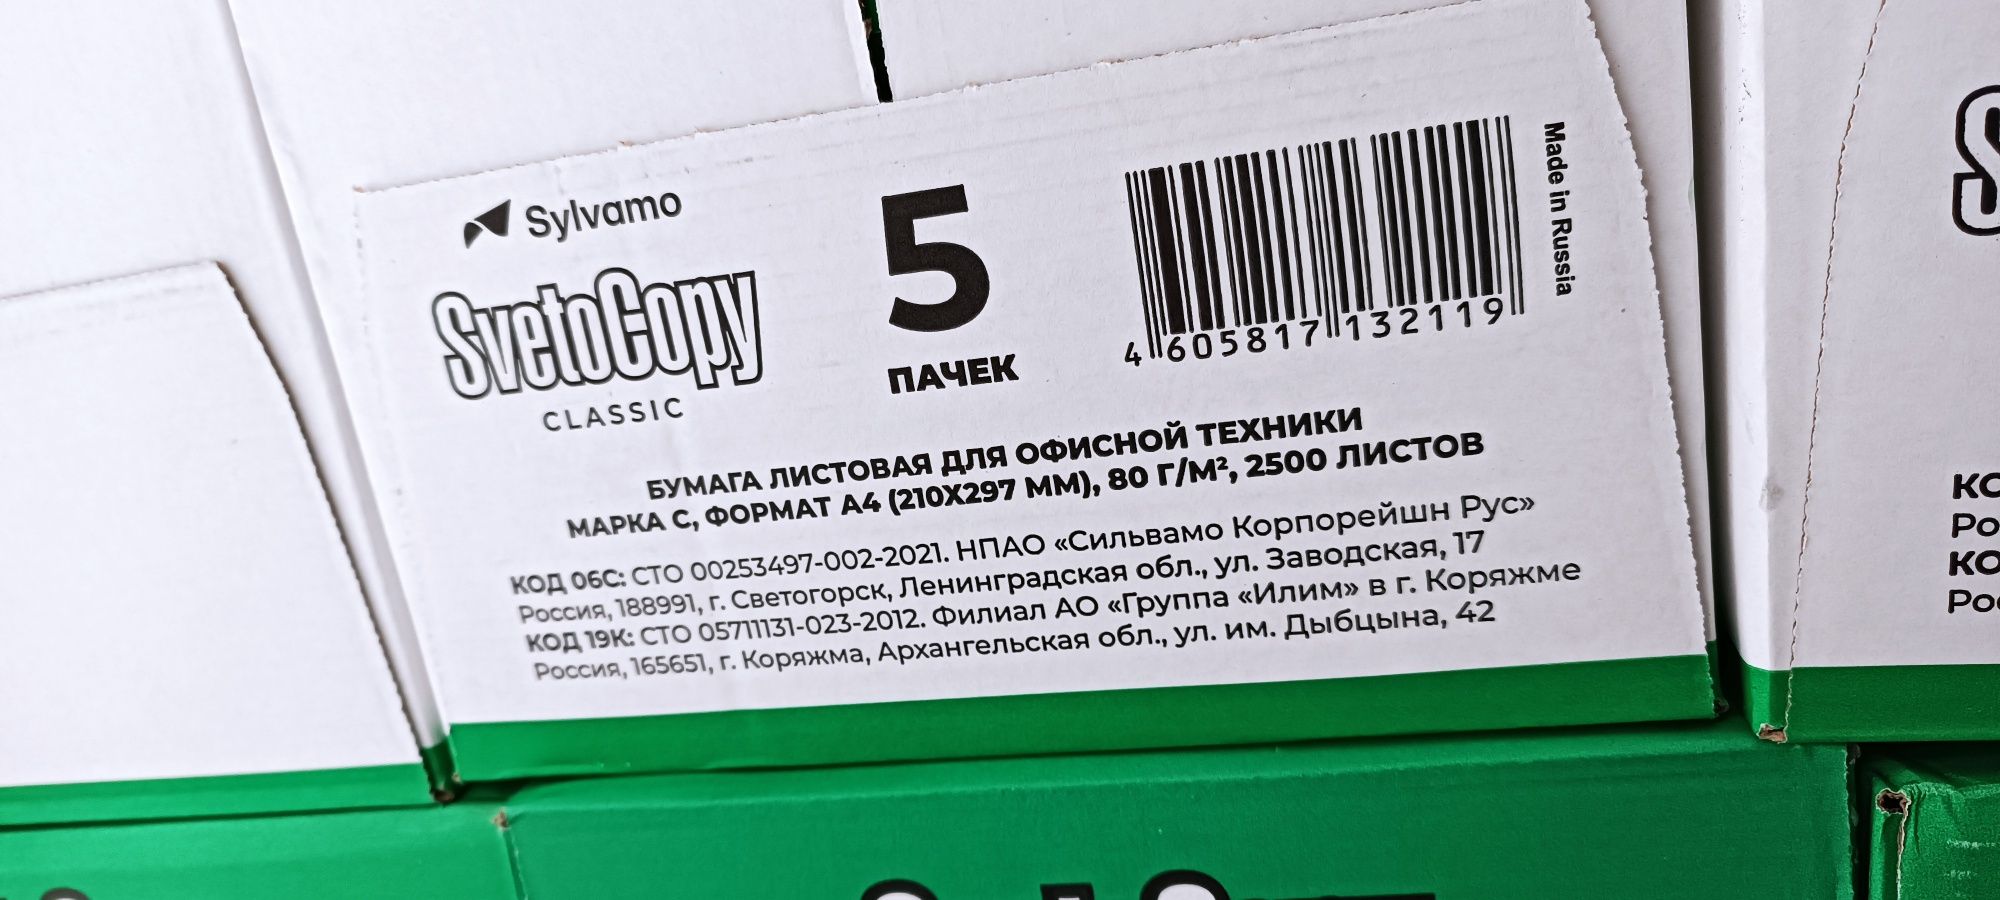 Sylvamo
SvetoCopy
CLASSIC
5
ПАЧЕК
4 605817 132119
Made in Russia
БУМАГА ЛИСТОВАЯ ДЛЯ ОФИСНОЙ ТЕХНИКИ
МАРКА С, ФОРМАТ А4 (210Х297 ММ), 80 Г/М², 2500 ЛИСТОВ
КОД 06С: СТО 00253497-002-2021. НПАО «Сильвамо Корпорейшн Рус»
Россия, 188991, г. Светогорск, Ленинградская обл., ул. Заводская, 17
КОД 19К: СТО 05711131-023-2012. Филиал АО «Группа «Илим» в г. Коряжме
Россия, 165651, г. Коряжма, Архангельская обл., ул. им. Дыбцына, 42